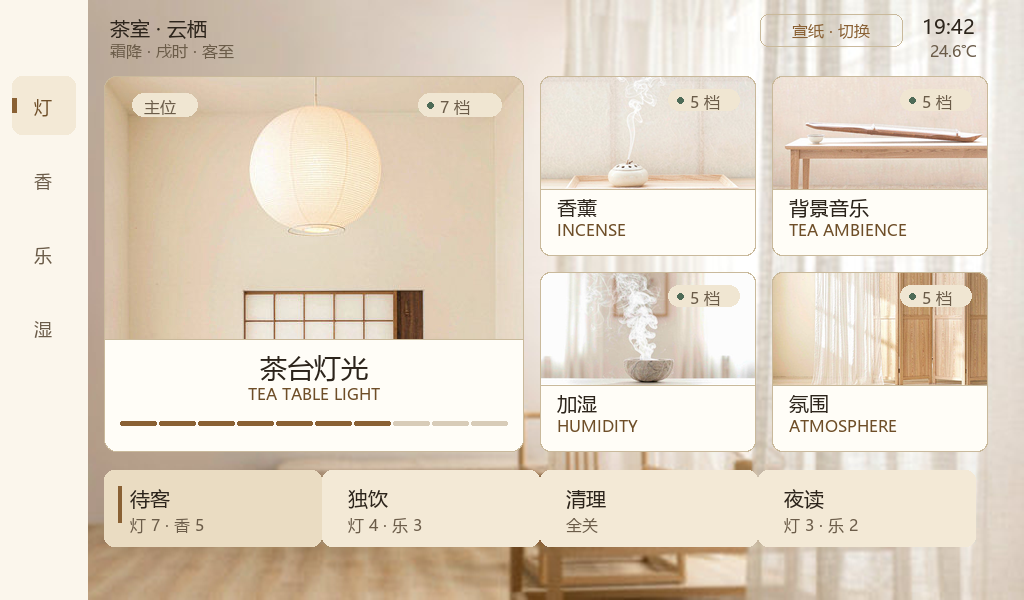 茶室 · 云栖
霜降 · 戌时 · 客至
宣纸 · 切换
19:42
24.6℃
灯
香
乐
湿
主位
7 档
茶台灯光
TEA TABLE LIGHT
5 档
香薰
INCENSE
5 档
背景音乐
TEA AMBIENCE
5 档
加湿
HUMIDITY
5 档
氛围
ATMOSPHERE
待客
灯 7 · 香 5
独饮
灯 4 · 乐 3
清理
全关
夜读
灯 3 · 乐 2